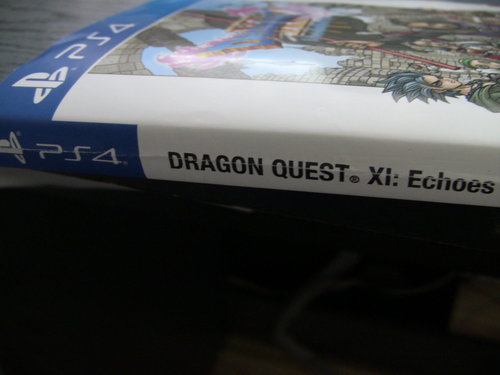 PS4
PS4 DRAGON QUEST® XI: Echoes